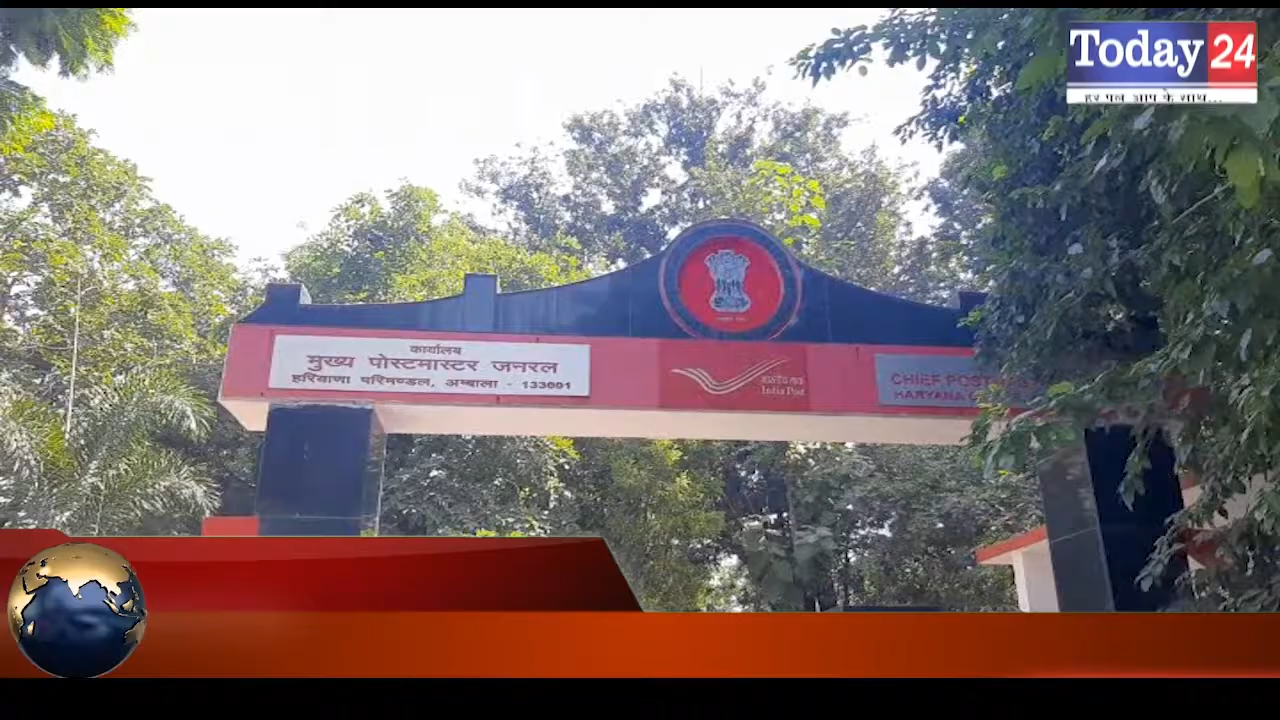 Today 24
हर पल आप के साथ...
कार्यालय
मुख्य पोस्टमास्टर जनरल
हरियाणा परिमण्डल, अम्बाला - 133001
भारतीय डाक
India Post
CHIEF
HARYANA